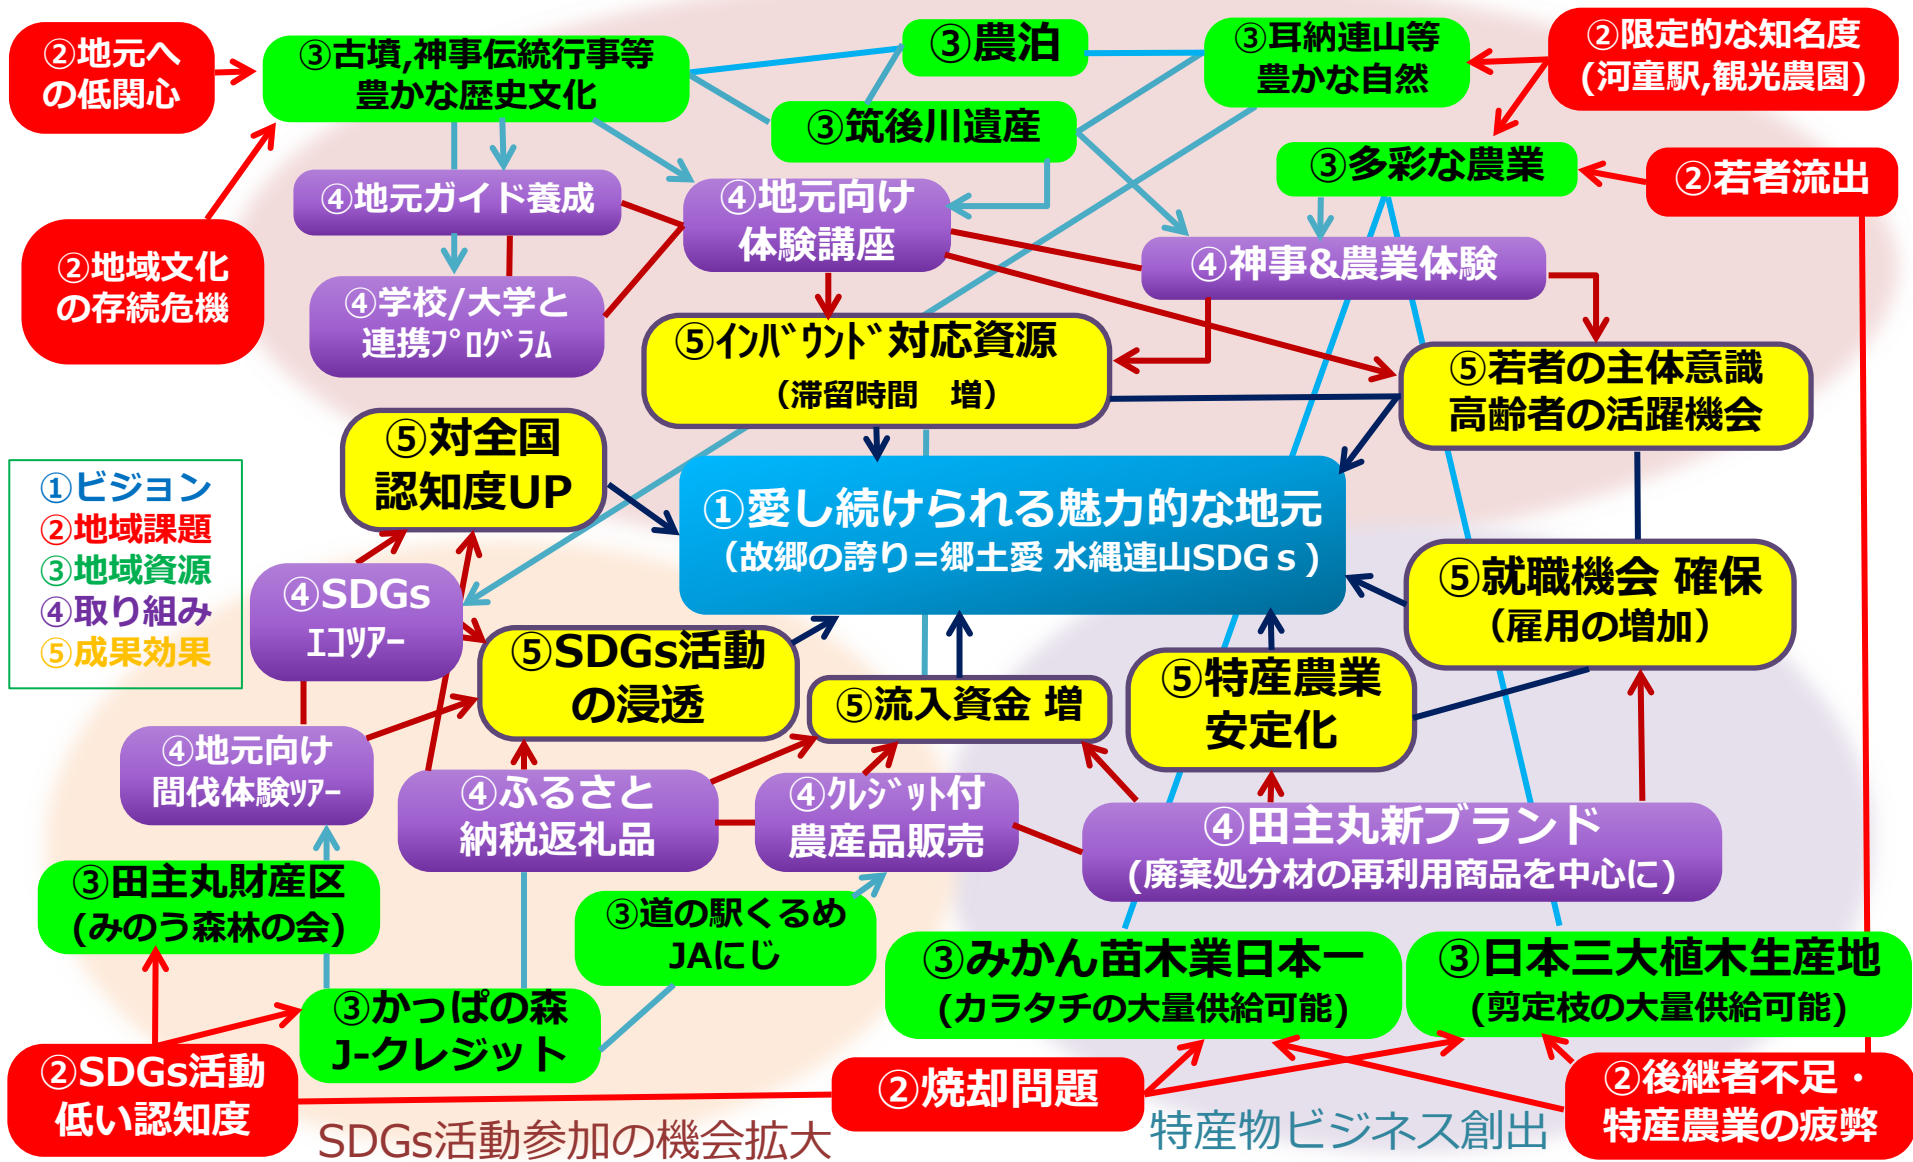 ②地元へ
の低関心
③古墳,神事伝統行事等
豊かな歴史文化
③農泊
③筑後川遺産
③耳納連山等
豊かな自然
②限定的な知名度
(河童駅,観光農園)
③多彩な農業
②若者流出
④地元ガイド養成
④地元向け
体験講座
④神事&農業体験
②地域文化
の存続危機
④学校/大学と
連携ﾌﾟﾛｸﾞﾗﾑ
⑤ｲﾝﾊﾞｳﾝﾄﾞ対応資源
（滞留時間　増）
⑤若者の主体意識
高齢者の活躍機会
⑤対全国
認知度UP
①ビジョン
②地域課題
③地域資源
④取り組み
⑤成果効果
①愛し続けられる魅力的な地元
（故郷の誇り=郷土愛 水縄連山SDGｓ）
④SDGs
ｴｺﾂｱｰ
⑤SDGs活動
の浸透
⑤流入資金 増
⑤特産農業
安定化
⑤就職機会 確保
（雇用の増加）
④地元向け
間伐体験ﾂｱｰ
④ふるさと
納税返礼品
④ｸﾚｼﾞｯﾄ付
農産品販売
④田主丸新ブランド
(廃棄処分材の再利用商品を中心に)
③田主丸財産区
(みのう森林の会)
③道の駅くるめ
JAにじ
③みかん苗木業日本一
(カラタチの大量供給可能)
③日本三大植木生産地
(剪定枝の大量供給可能)
③かっぱの森
J-クレジット
②SDGs活動
低い認知度
②焼却問題
②後継者不足・
特産農業の疲弊
SDGs活動参加の機会拡大
特産物ビジネス創出